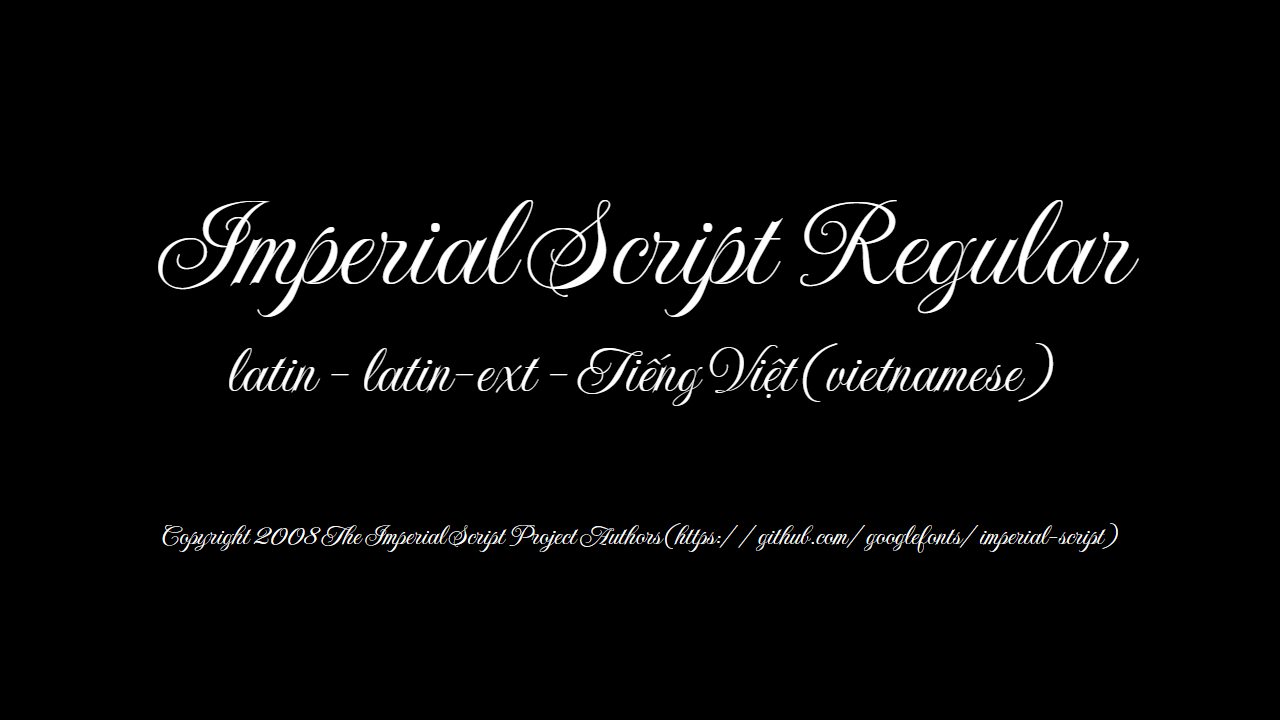 Imperial Script Regular
latin - latin-ext - Tiếng Việt (vietnamese)
Copyright 2008 The Imperial Script Project Authors (https://github.com/googlefonts/imperial-script)